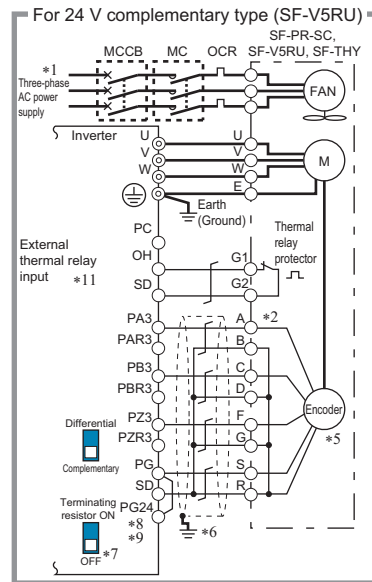 For 24 V complementary type (SF-V5RU)
SF-PR-SC,
MCCB MC OCR SF-V5RU, SF-THY
*1
Three-phase
AC power
supply
FAN
Inverter
U U
V V
W W
M
E
Earth
(Ground)
PC
Thermal
relay
protector
External
thermal relay
input *11
OH G1
SD G2
PA3 A *2
PAR3 B
PB3 C
PBR3 D
PZ3 F
PZR3 G
Encoder
*5
Differential
Complementary
PG S
SD R
PG24
Terminating
resistor ON
*8
*9
*6
*7
OFF